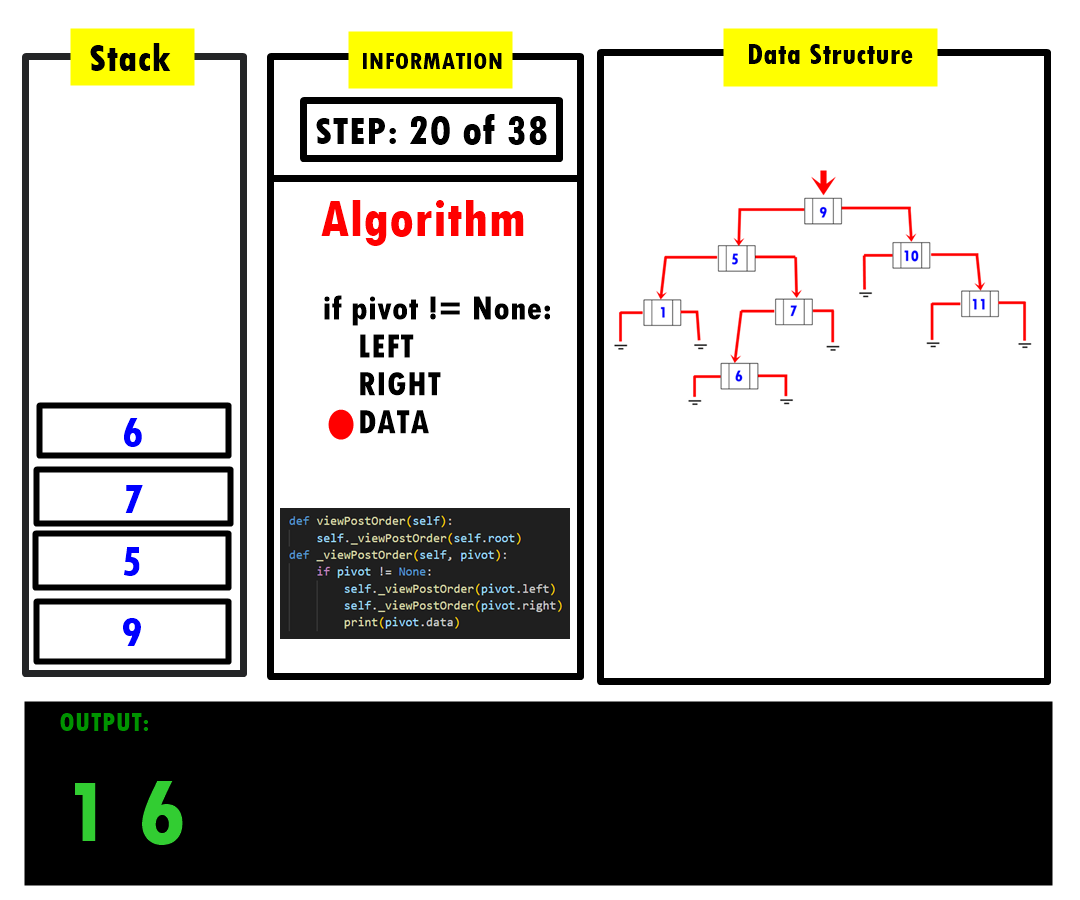 Stack
6
7
5
9
INFORMATION
STEP: 20 of 38
Algorithm
if pivot != None:
LEFT
RIGHT
DATA
def viewPostOrder(self):
self._viewPostOrder(self.root)
def _viewPostOrder(self, pivot):
if pivot != None:
self._viewPostOrder(pivot.left)
self._viewPostOrder(pivot.right)
print(pivot.data)
Data Structure
9
5
10
1
7
11
6
OUTPUT:
1 6